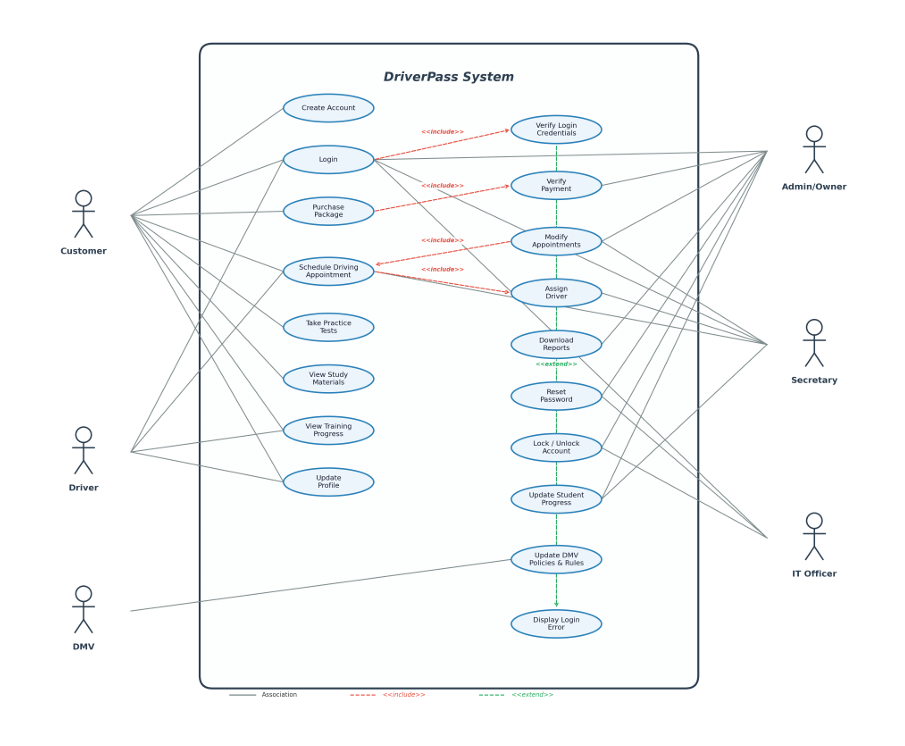 DriverPass System
Create Account
Login
Purchase
Package
Schedule Driving
Appointment
Take Practice
Tests
View Study
Materials
View Training
Progress
Update
Profile
<<include>>
<<include>>
<<include>>
<<include>>
Verify Login
Credentials
Verify
Payment
Modify
Appointments
Assign
Driver
Download
Reports
<<extend>>
Reset
Password
Lock / Unlock
Account
Update Student
Progress
Update DMV
Policies & Rules
Display Login
Error
Customer
Driver
DMV
Admin/Owner
Secretary
IT Officer
Association
<<include>>
<<extend>>